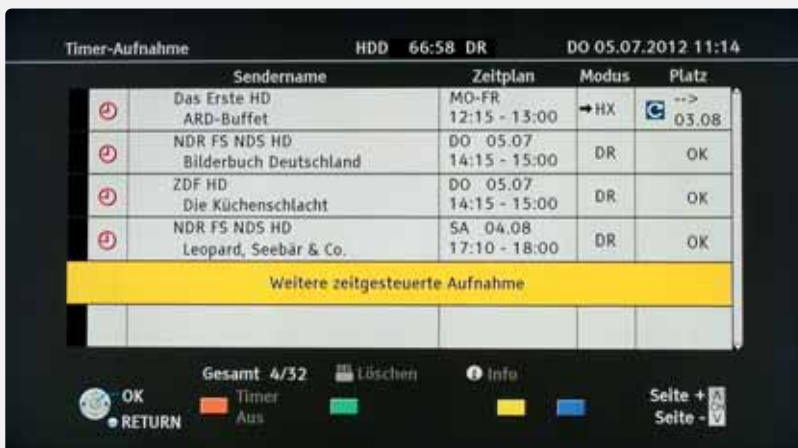 Timer-Aufnahme HDD 66:58 DR DO 05.07.2012 11:14
Sendername Zeitplan Modus Platz
Das Erste HD MO-FR -->
ARD-Buffet 12:15 - 13:00 →HX 03.08
NDR FS NDS HD DO 05.07
Bilderbuch Deutschland 14:15 - 15:00 DR OK
ZDF HD DO 05.07
Die Küchenschlacht 14:15 - 15:00 DR OK
NDR FS NDS HD SA 04.08
Leopard, Seebär & Co. 17:10 - 18:00 DR OK
Weitere zeitgesteuerte Aufnahme
Gesamt 4/32 Löschen i Info
OK Timer Seite +
RETURN Aus Seite -
CH